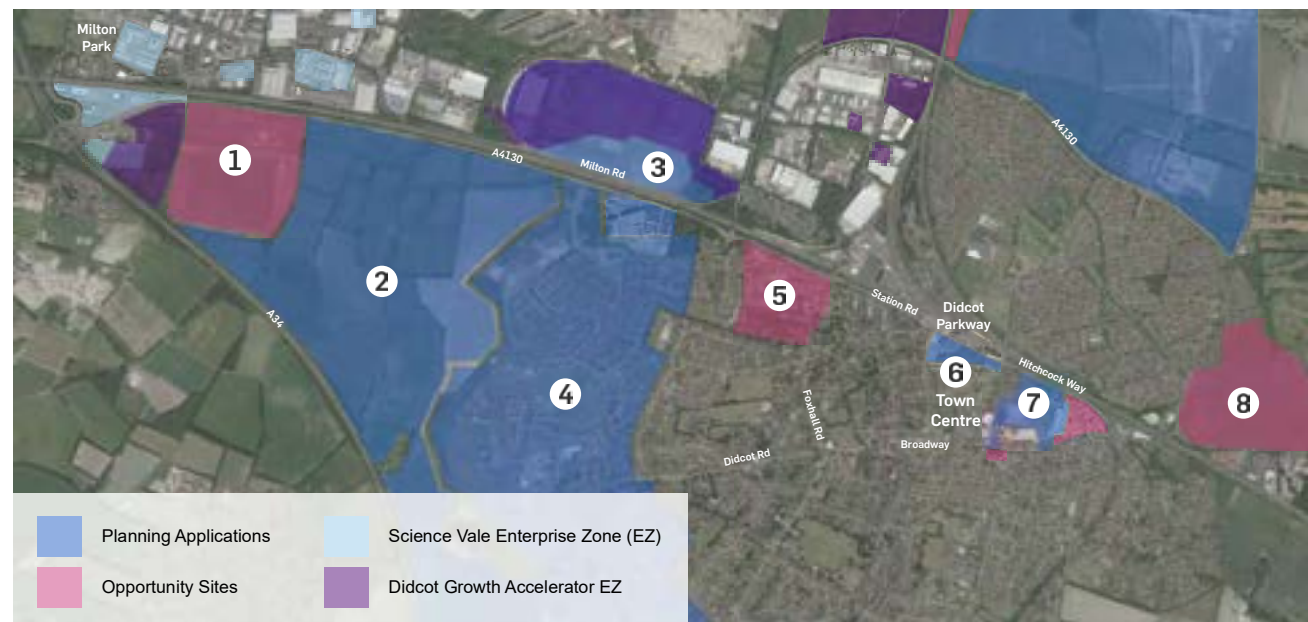 Milton
Park
1
A4130
Milton Rd
3
A4130
2
A34
5
Station Rd
Didcot
Parkway
4
6
Hitchcock Way
Foxhall Rd
Town
Centre
7
8
Broadway
Didcot Rd
Planning Applications
Science Vale Enterprise Zone (EZ)
Opportunity Sites
Didcot Growth Accelerator EZ